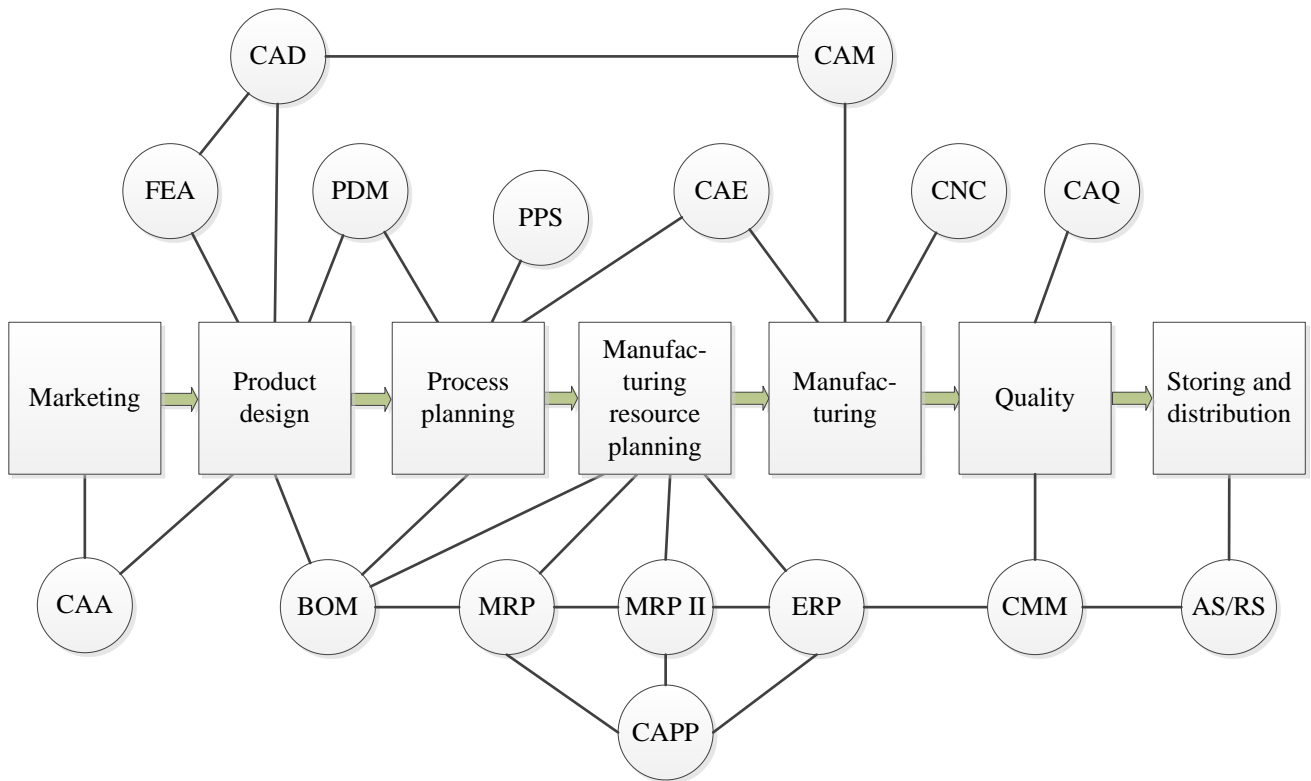 CAD
CAM
FEA
PDM
PPS
CAE
CNC
CAQ
Marketing
Product
design
Process
planning
Manufac-
turing
resource
planning
Manufac-
turing
Quality
Storing and
distribution
CAA
BOM
MRP
MRP II
ERP
CMM
AS/RS
CAPP